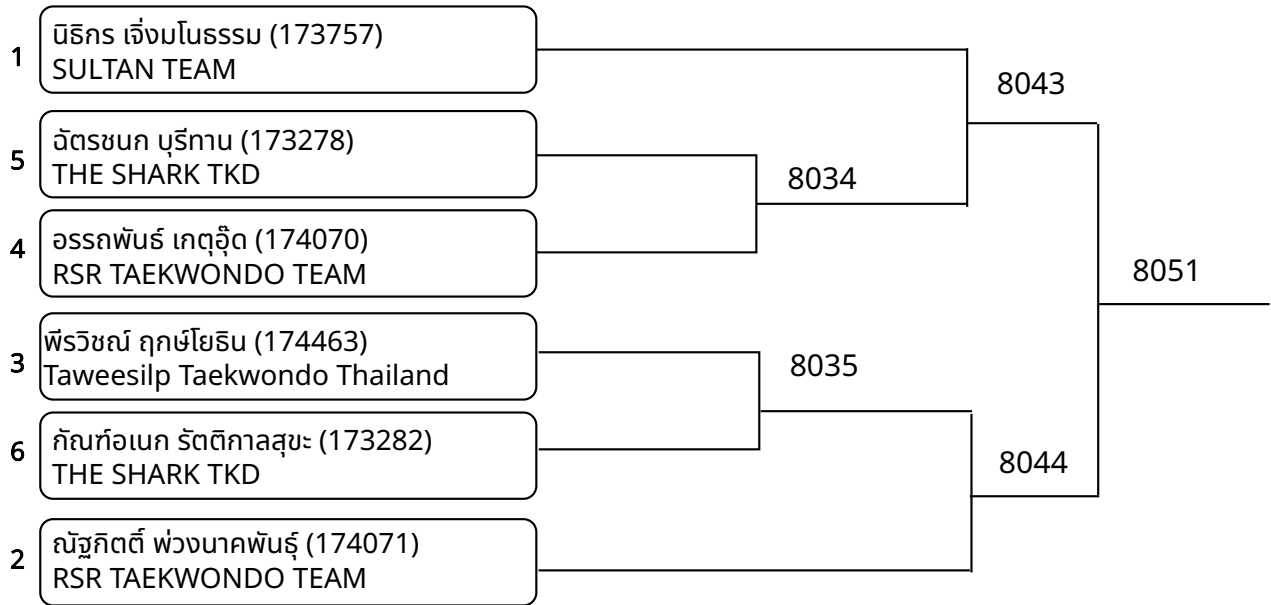 1
นิธิกร เจิ่งมโนธรรม (173757)
SULTAN TEAM
8043
5
ฉัตรชนก บุรีทาน (173278)
THE SHARK TKD
8034
4
อรรถพันธ์ เกตุอุ๊ด (174070)
RSR TAEKWONDO TEAM
8051
3
พีรวิชณ์ ฤกษ์โยธิน (174463)
Taweesilp Taekwondo Thailand
8035
6
กัณฑ์อเนก รัตติกาลสุขะ (173282)
THE SHARK TKD
8044
2
ณัฐกิตติ์ พ่วงนาคพันธุ์ (174071)
RSR TAEKWONDO TEAM